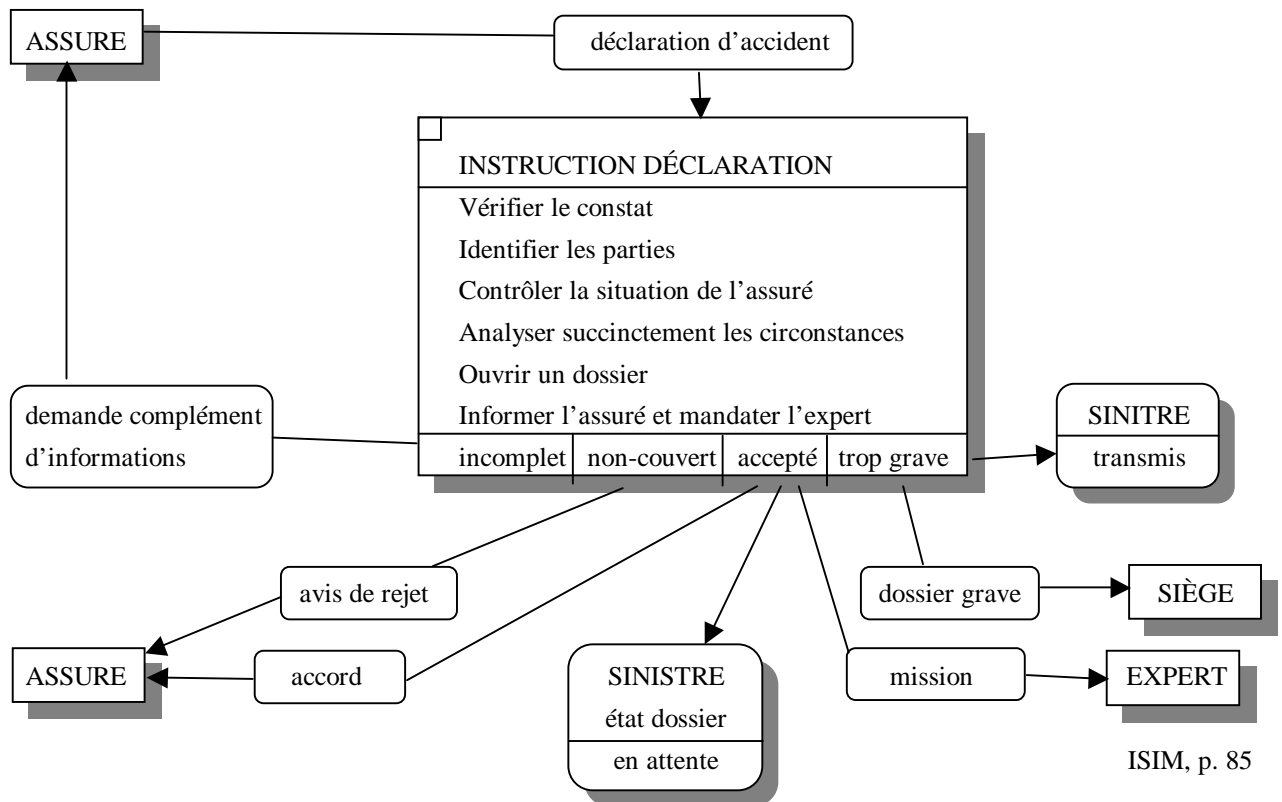 ASSURE
déclaration d’accident
INSTRUCTION DÉCLARATION
Vérifier le constat
Identifier les parties
Contrôler la situation de l’assuré
Analyser succinctement les circonstances
Ouvrir un dossier
Informer l’assuré et mandater l’expert
incomplet non-couvert accepté trop grave
demande complément
d’informations
SINITRE
transmis
avis de rejet
dossier grave
SIÈGE
ASSURE
accord
SINISTRE
état dossier
en attente
mission
EXPERT
ISIM, p. 85